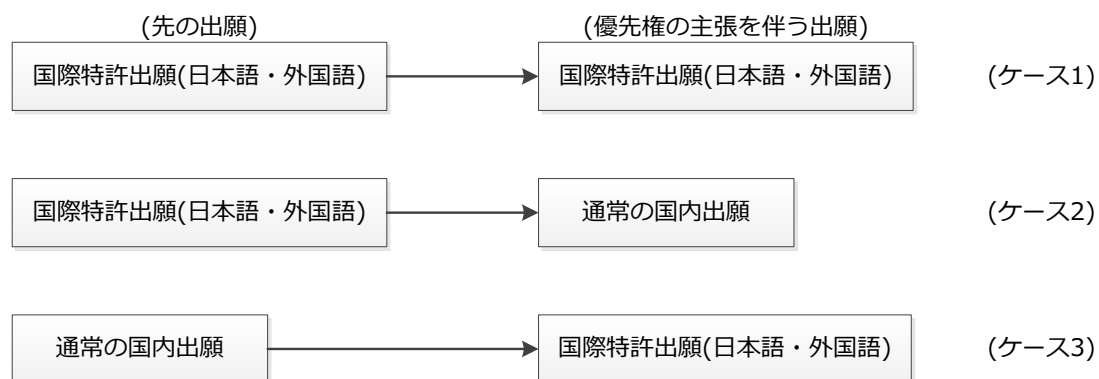 (先の出願) (優先権の主張を伴う出願)
国際特許出願(日本語・外国語) 国際特許出願(日本語・外国語) (ケース1)
国際特許出願(日本語・外国語) 通常の国内出願 (ケース2)
通常の国内出願 国際特許出願(日本語・外国語) (ケース3)